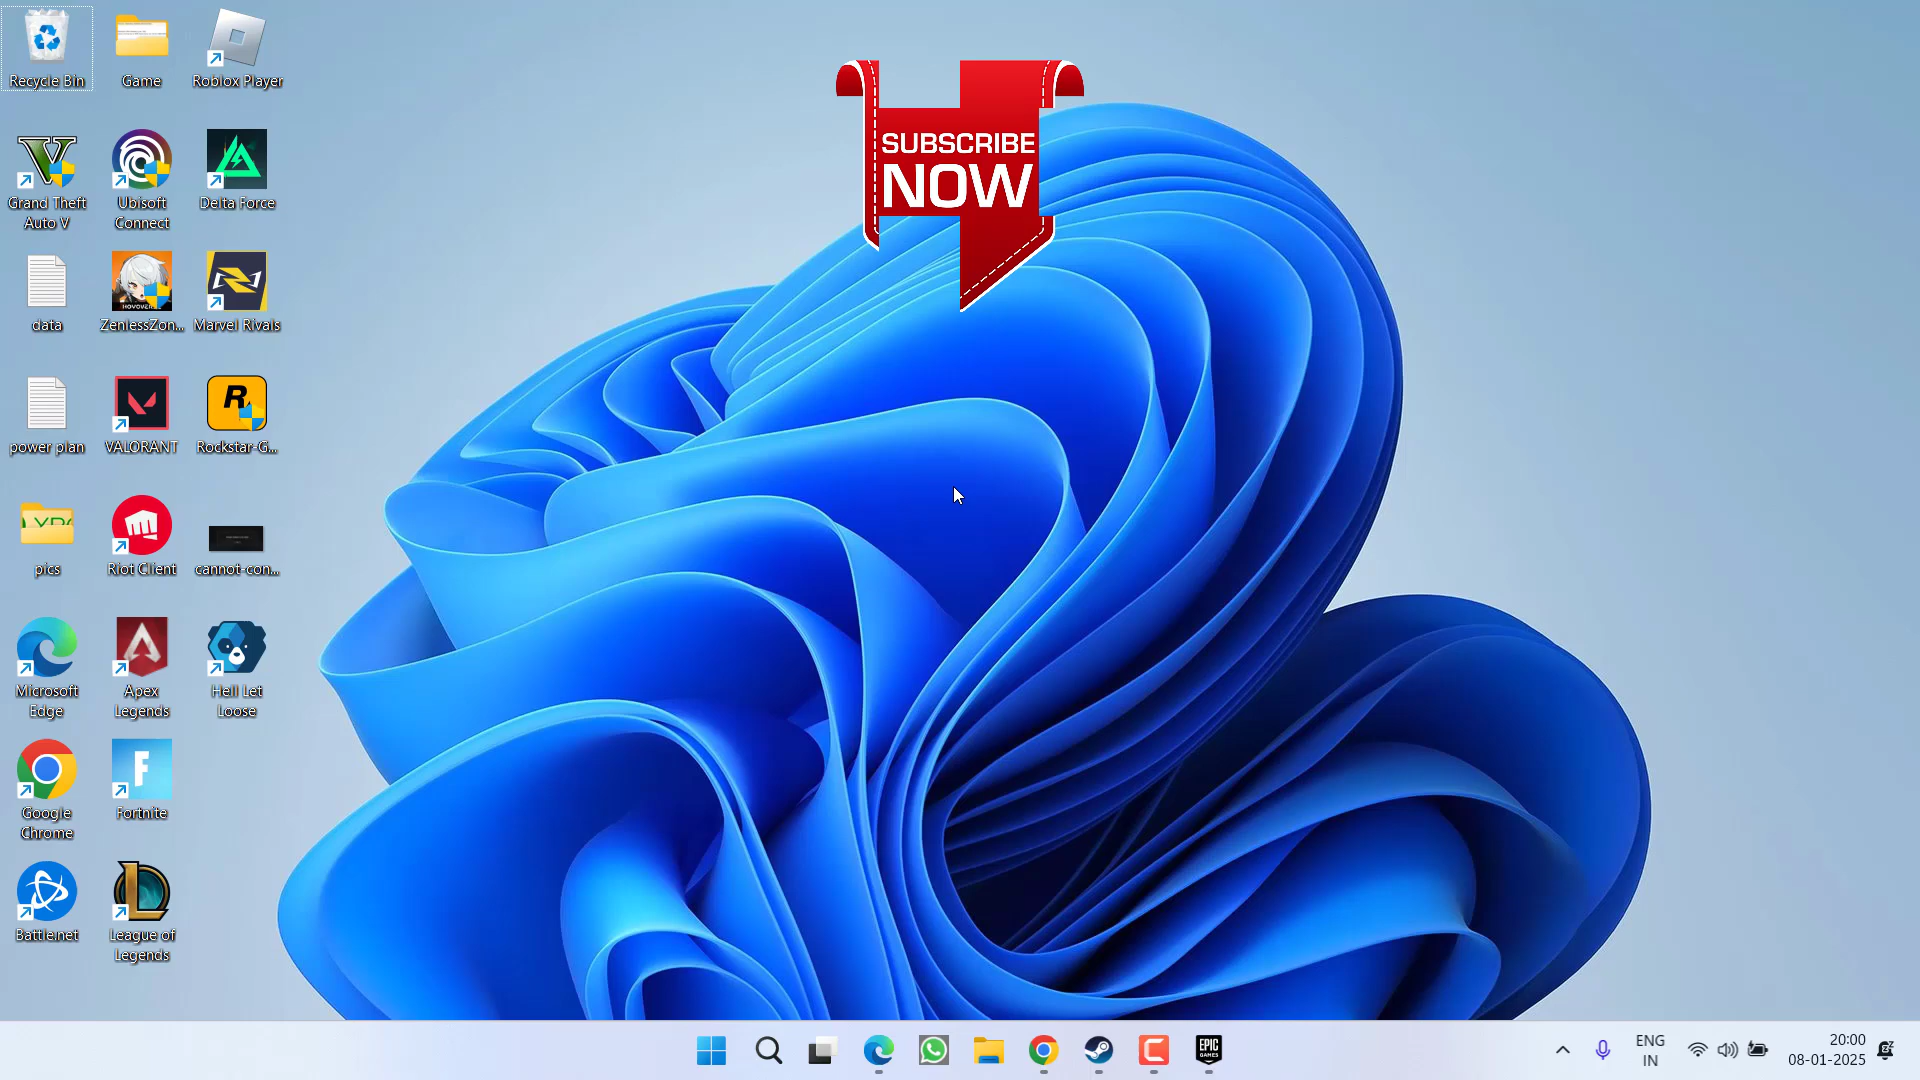 Recycle Bin
Game
Roblox Player
SUBSCRIBE
NOW
Grand Theft
Auto V
Ubisoft
Connect
Delta Force
HOYOVERSE
data
ZenlessZon...
Marvel Rivals
power plan
VALORANT
Rockstar-G...
pics
Riot Client
cannot-con...
Microsoft
Edge
Apex
Legends
Hell Let
Loose
Google
Chrome
Fortnite
Battle.net
League of
Legends
EPIC
GAMES
ENG
IN
20:00
08-01-2025